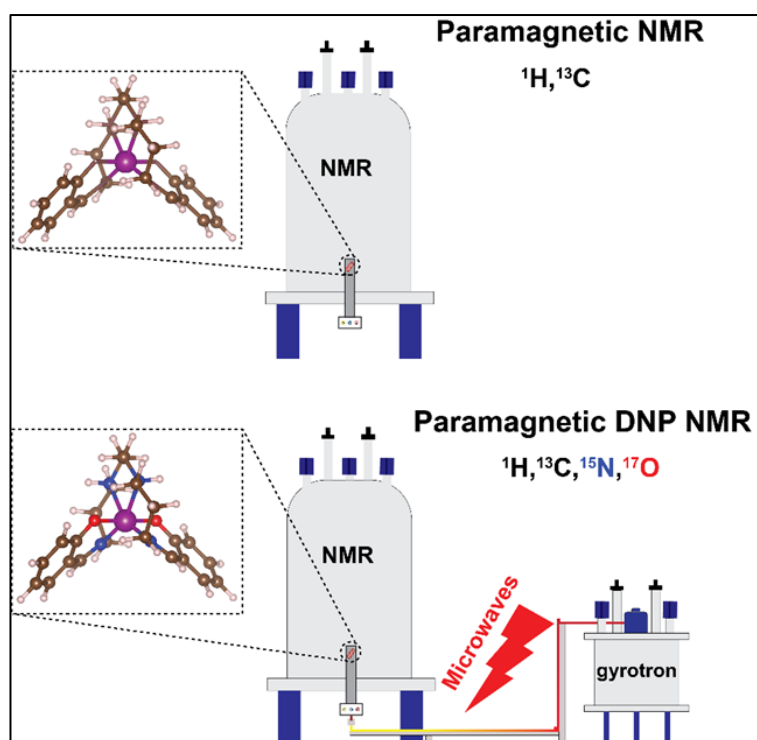 Paramagnetic NMR
¹H,¹³C
NMR
Paramagnetic DNP NMR
¹H,¹³C,¹⁵N,¹⁷O
NMR
Microwaves
gyrotron